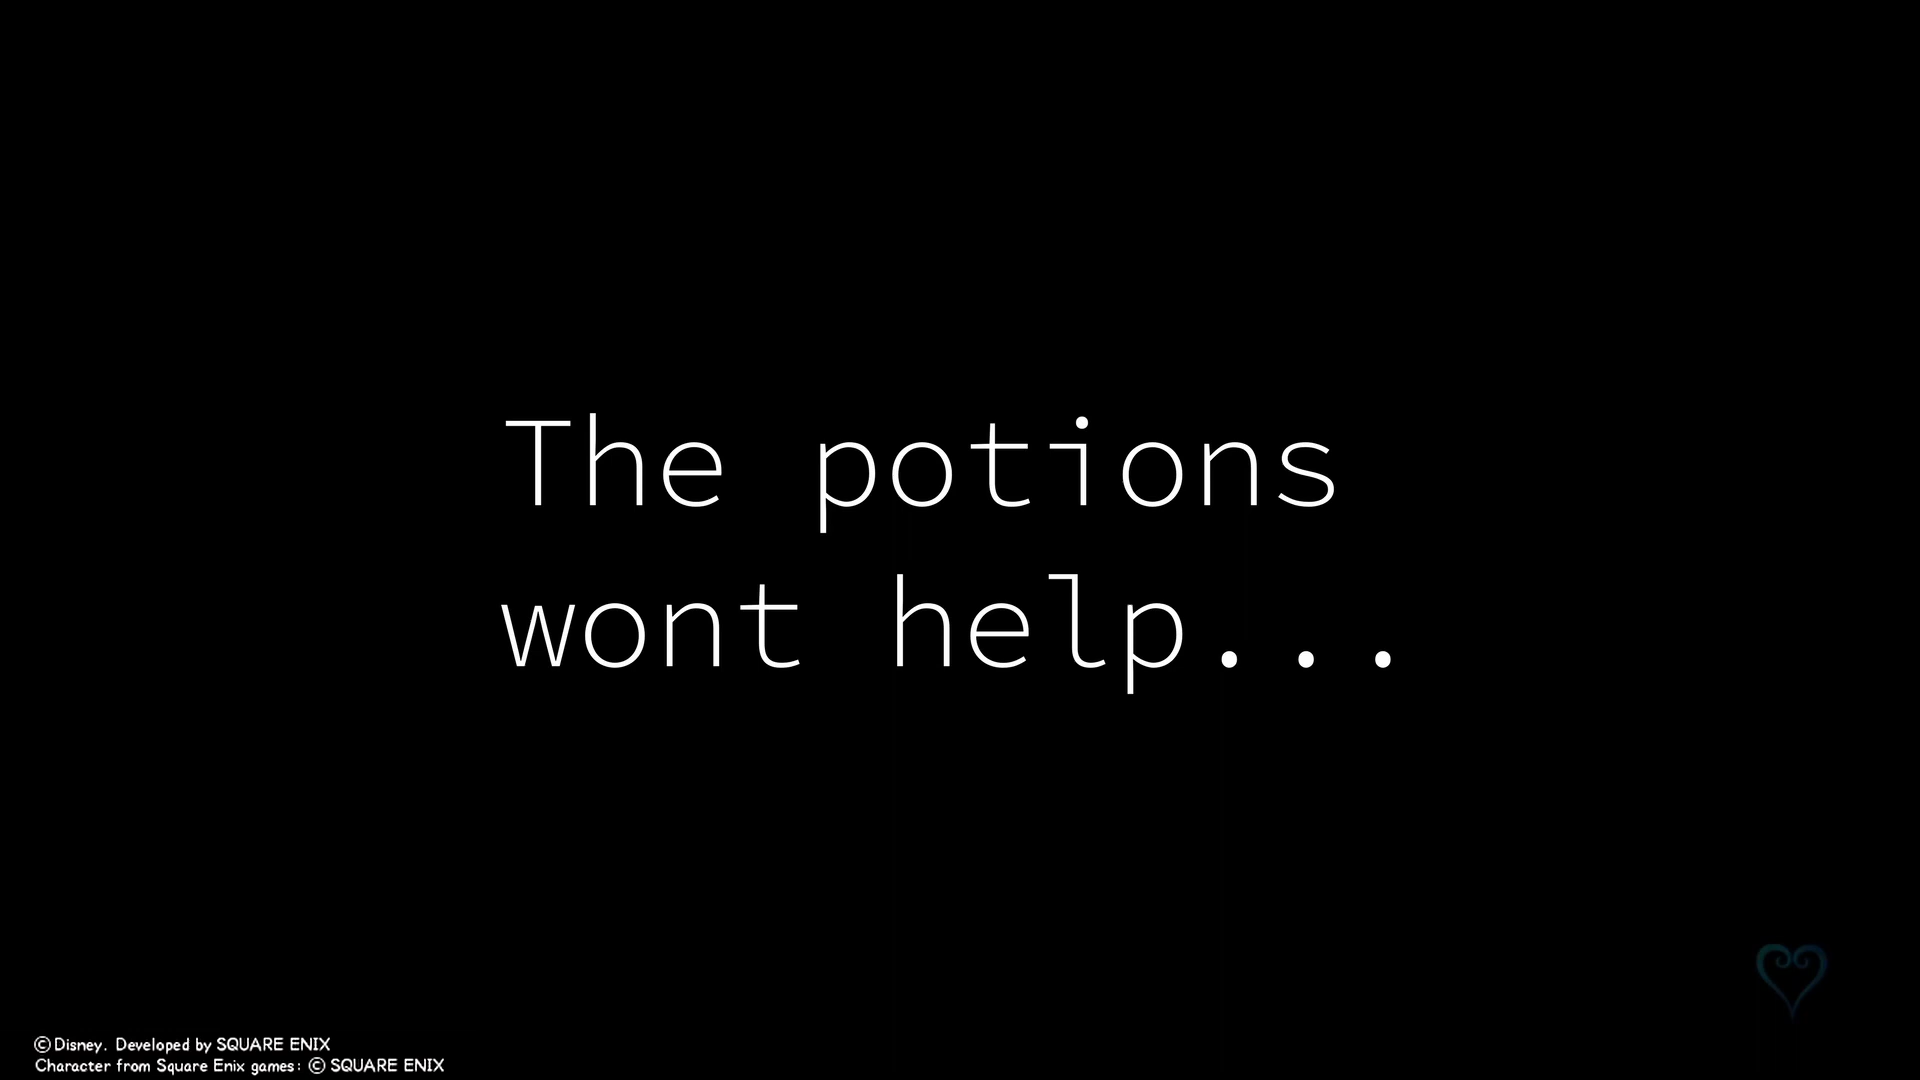 The potions
wont help...
©Disney. Developed by SQUARE ENIX
Character from Square Enix games: © SQUARE ENIX